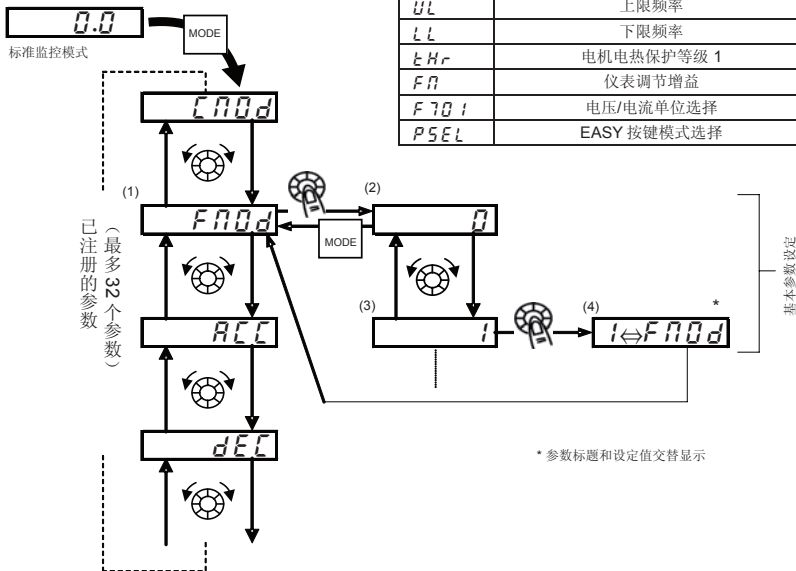 0.0
MODE
标准监控模式
UL 上限频率
LL 下限频率
tHr 电机电热保护等级 1
FM 仪表调节增益
F701 电压/电流单位选择
PSEL EASY 按键模式选择
CMOd
(1)
FMOd
(2)
0
MODE
(3)
1
(4)
*
1⇔FMOd
基本参数设定
已注册的参数
（最多 32 个参数）
ACC
dEC
* 参数标题和设定值交替显示